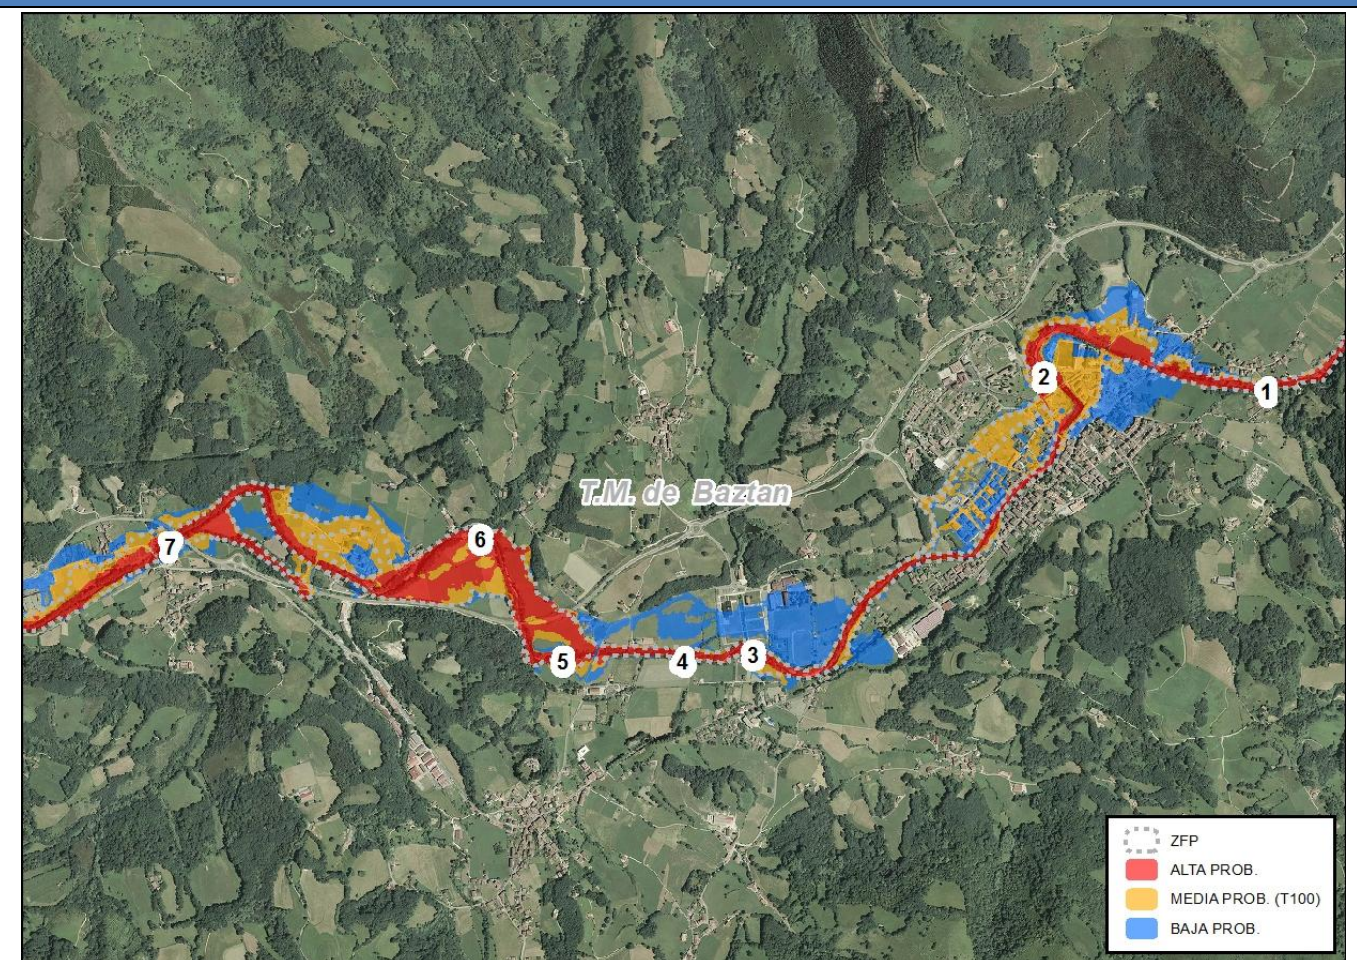 1
2
T.M. de Baztan
6
7
3
5
4
ZFP
ALTA PROB.
MEDIA PROB. (T100)
BAJA PROB.